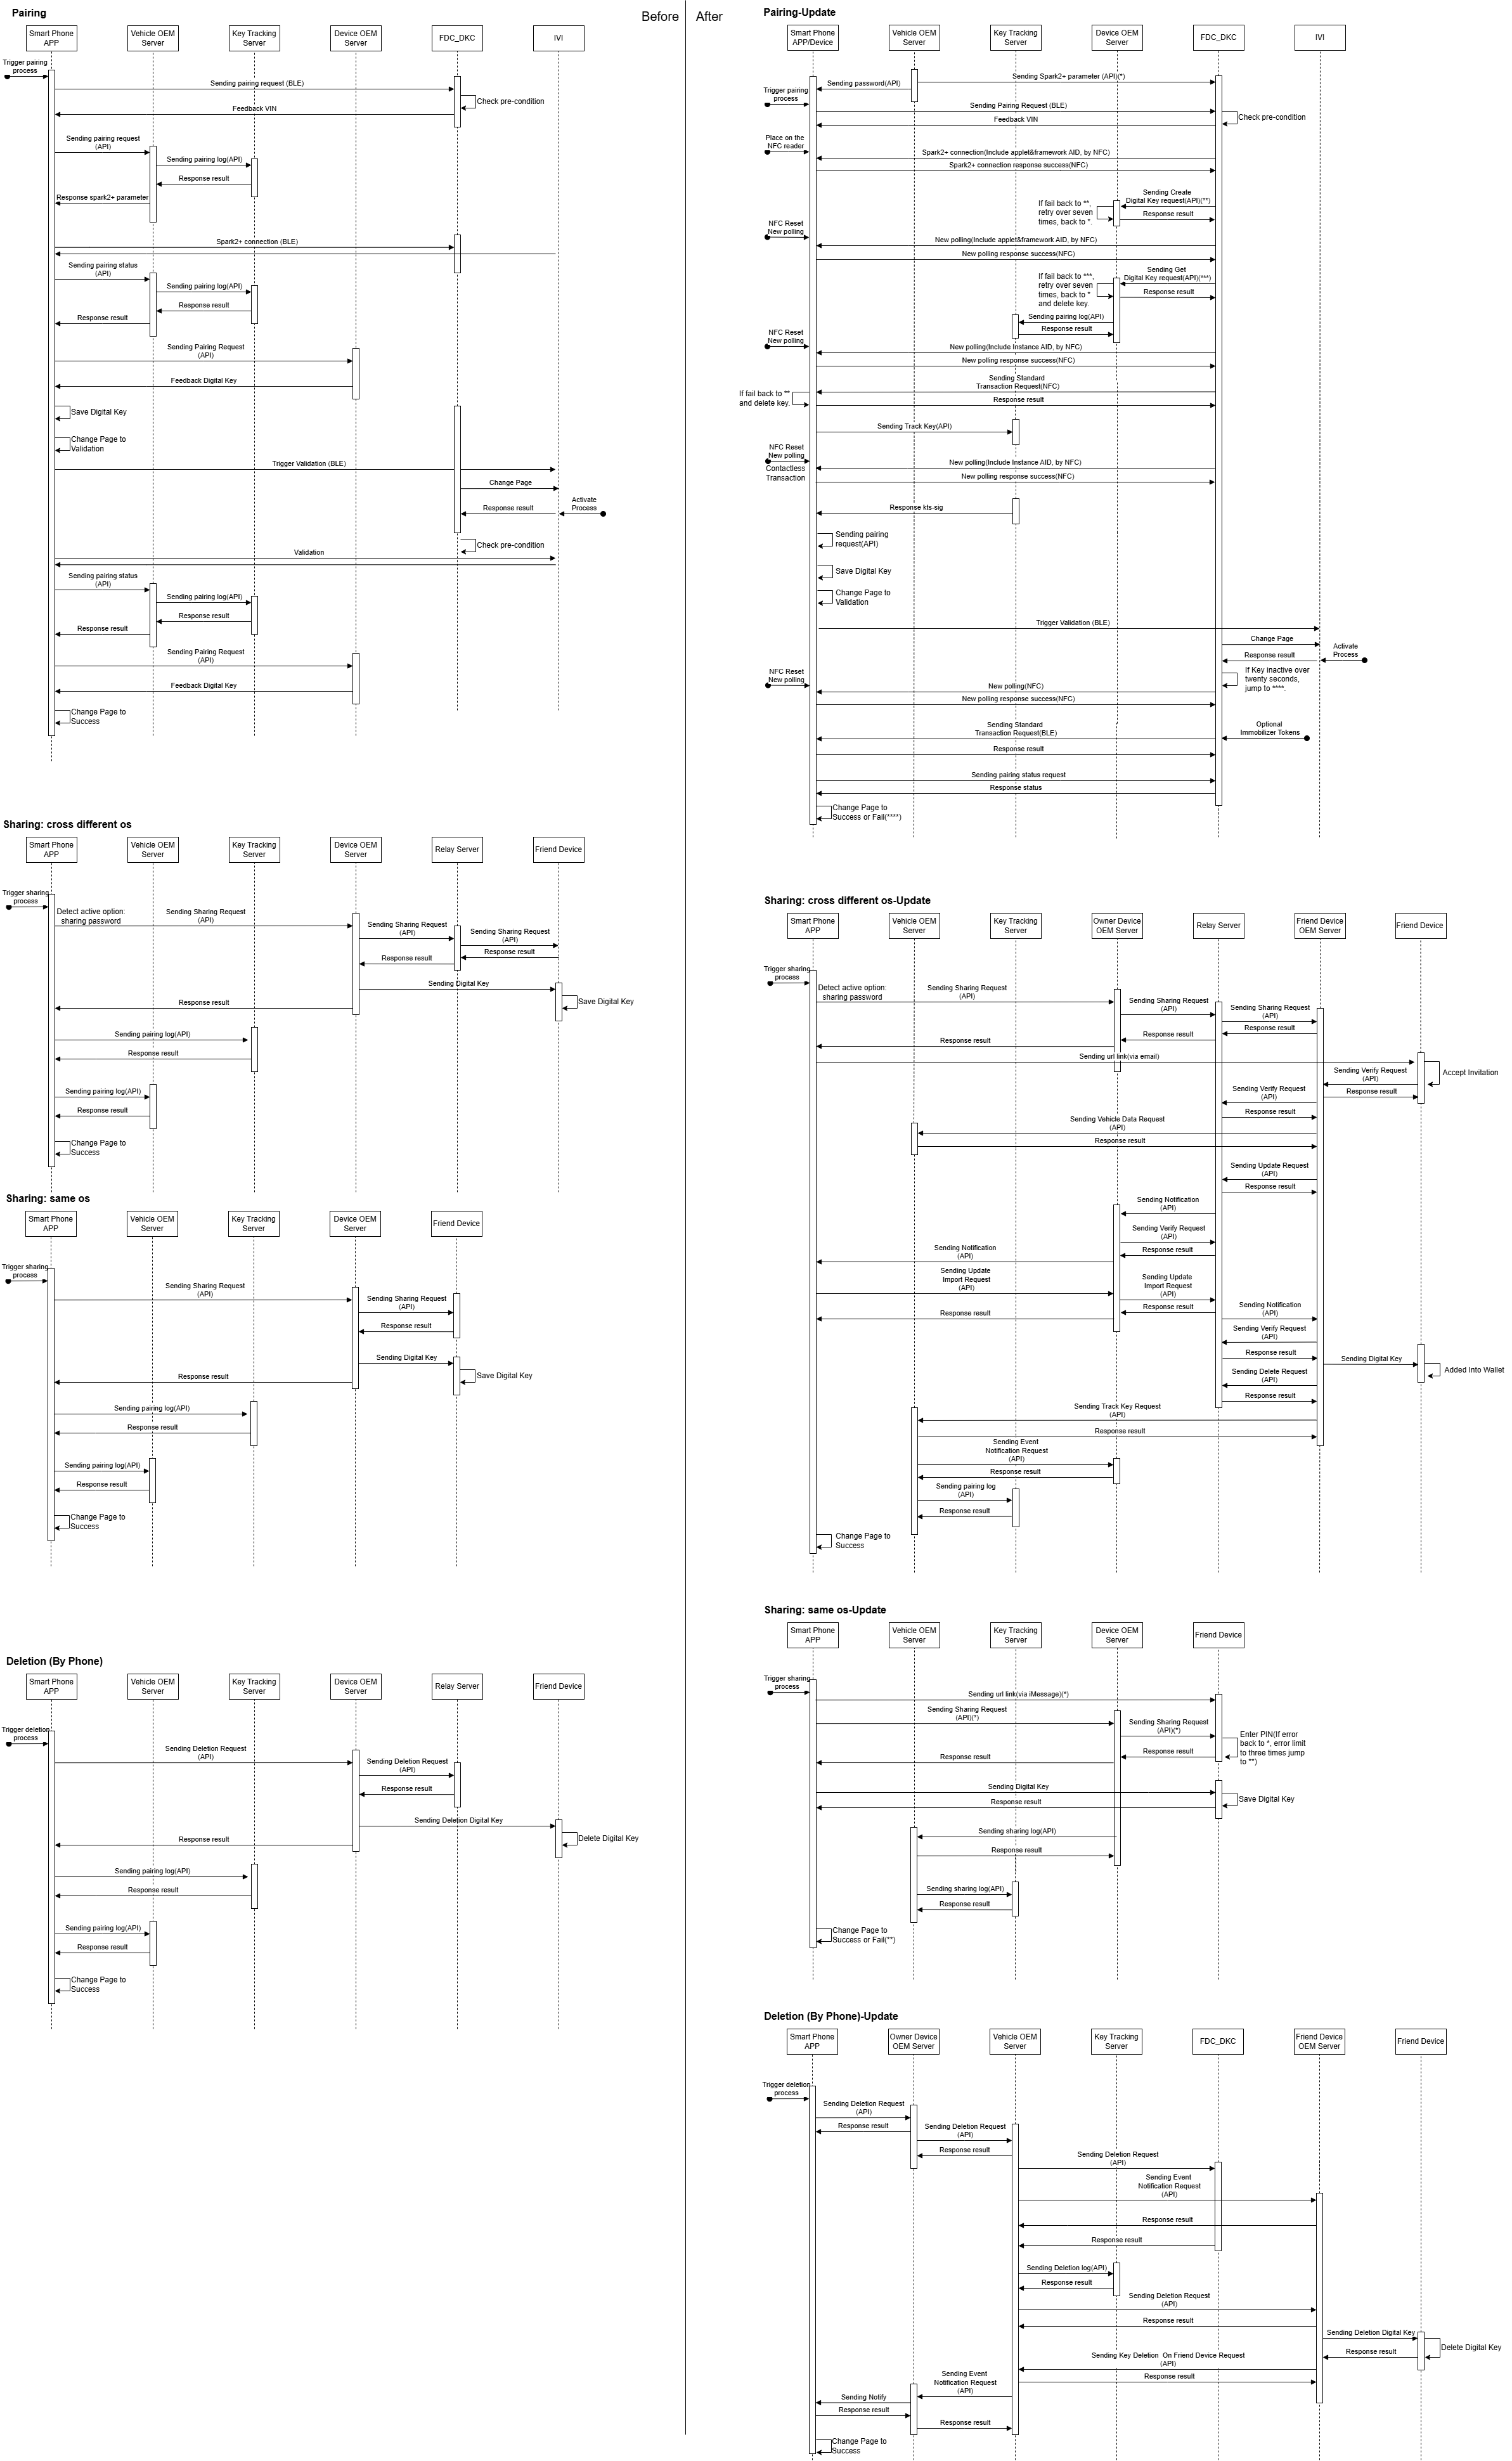 Before
After
Pairing
Smart Phone
APP
Vehicle OEM
Server
Key Tracking
Server
Device OEM
Server
FDC_DKC
IVI
Trigger pairing
process
Sending pairing request (BLE)
Check pre-condition
Feedback VIN
Sending pairing request
(API)
Sending pairing log(API)
Response result
Response spark2+ parameter
Spark2+ connection (BLE)
Sending pairing status
(API)
Sending pairing log(API)
Response result
Response result
Sending Pairing Request
(API)
Feedback Digital Key
Save Digital Key
Change Page to
Validation
Trigger Validation (BLE)
Change Page
Activate
Process
Response result
Check pre-condition
Validation
Sending pairing status
(API)
Sending pairing log(API)
Response result
Response result
Sending Pairing Request
(API)
Feedback Digital Key
Change Page to
Success
Sharing: cross different os
Smart Phone
APP
Vehicle OEM
Server
Key Tracking
Server
Device OEM
Server
Relay Server
Friend Device
Trigger sharing
process
Detect active option:
sharing password
Sending Sharing Request
(API)
Sending Sharing Request
(API)
Sending Sharing Request
(API)
Response result
Response result
Sending Digital Key
Save Digital Key
Response result
Sending pairing log(API)
Response result
Sending pairing log(API)
Response result
Change Page to
Success
Sharing: same os
Smart Phone
APP
Vehicle OEM
Server
Key Tracking
Server
Device OEM
Server
Friend Device
Trigger sharing
process
Sending Sharing Request
(API)
Sending Sharing Request
(API)
Response result
Sending Digital Key
Save Digital Key
Response result
Sending pairing log(API)
Response result
Sending pairing log(API)
Response result
Change Page to
Success
Deletion (By Phone)
Smart Phone
APP
Vehicle OEM
Server
Key Tracking
Server
Device OEM
Server
Relay Server
Friend Device
Trigger deletion
process
Sending Deletion Request
(API)
Sending Deletion Request
(API)
Response result
Sending Deletion Digital Key
Delete Digital Key
Response result
Sending pairing log(API)
Response result
Sending pairing log(API)
Response result
Change Page to
Success
Pairing-Update
Smart Phone
APP/Device
Vehicle OEM
Server
Key Tracking
Server
Device OEM
Server
FDC_DKC
IVI
Sending Spark2+ parameter (API)(*)
Sending password(API)
Trigger pairing
process
Sending Pairing Request (BLE)
Check pre-condition
Feedback VIN
Place on the
NFC reader
Spark2+ connection(Include applet&framework AID, by NFC)
Spark2+ connection response success(NFC)
Sending Create
Digital Key request(API)(**)
If fail back to **,
retry over seven
times, back to *.
Response result
NFC Reset
New polling
New polling(Include applet&framework AID, by NFC)
New polling response success(NFC)
Sending Get
Digital Key request(API)(***)
If fail back to ***,
retry over seven
times, back to *
and delete key.
Response result
Sending pairing log(API)
Response result
NFC Reset
New polling
New polling(Include Instance AID, by NFC)
New polling response success(NFC)
Sending Standard
Transaction Request(NFC)
If fail back to **
and delete key.
Response result
Sending Track Key(API)
NFC Reset
New polling
Contactless
Transaction
New polling(Include Instance AID, by NFC)
New polling response success(NFC)
Response kts-sig
Sending pairing
request(API)
Save Digital Key
Change Page to
Validation
Trigger Validation (BLE)
Change Page
Activate
Process
Response result
If Key inactive over
twenty seconds,
jump to ****.
NFC Reset
New polling
New polling(NFC)
New polling response success(NFC)
Sending Standard
Transaction Request(BLE)
Optional
Immobilizer Tokens
Response result
Sending pairing status request
Response status
Change Page to
Success or Fail(****)
Sharing: cross different os-Update
Smart Phone
APP
Vehicle OEM
Server
Key Tracking
Server
Owner Device
OEM Server
Relay Server
Friend Device
OEM Server
Friend Device
Trigger sharing
process
Detect active option:
sharing password
Sending Sharing Request
(API)
Sending Sharing Request
(API)
Sending Sharing Request
(API)
Response result
Response result
Response result
Sending url link(via email)
Accept Invitation
Sending Verify Request
(API)
Response result
Sending Verify Request
(API)
Response result
Sending Vehicle Data Request
(API)
Response result
Sending Update Request
(API)
Response result
Sending Notification
(API)
Sending Verify Request
(API)
Response result
Sending Notification
(API)
Sending Update
Import Request
(API)
Sending Update
Import Request
(API)
Response result
Response result
Sending Notification
(API)
Sending Verify Request
(API)
Response result
Sending Digital Key
Added Into Wallet
Sending Delete Request
(API)
Response result
Sending Track Key Request
(API)
Response result
Sending Event
Notification Request
(API)
Response result
Sending pairing log
(API)
Response result
Change Page to
Success
Sharing: same os-Update
Smart Phone
APP
Vehicle OEM
Server
Key Tracking
Server
Device OEM
Server
Friend Device
Trigger sharing
process
Sending url link(via iMessage)(*)
Sending Sharing Request
(API)(*)
Sending Sharing Request
(API)(*)
Enter PIN(If error
back to *, error limit
to three times jump
to **)
Response result
Response result
Sending Digital Key
Save Digital Key
Response result
Sending sharing log(API)
Response result
Sending sharing log(API)
Response result
Change Page to
Success or Fail(**)
Deletion (By Phone)-Update
Smart Phone
APP
Owner Device
OEM Server
Vehicle OEM
Server
Key Tracking
Server
FDC_DKC
Friend Device
OEM Server
Friend Device
Trigger deletion
process
Sending Deletion Request
(API)
Response result
Sending Deletion Request
(API)
Response result
Sending Deletion Request
(API)
Sending Event
Notification Request
(API)
Response result
Response result
Sending Deletion log(API)
Response result
Sending Deletion Request
(API)
Response result
Sending Deletion Digital Key
Delete Digital Key
Response result
Sending Key Deletion On Friend Device Request
(API)
Response result
Sending Event
Notification Request
(API)
Sending Notify
Response result
Response result
Change Page to
Success